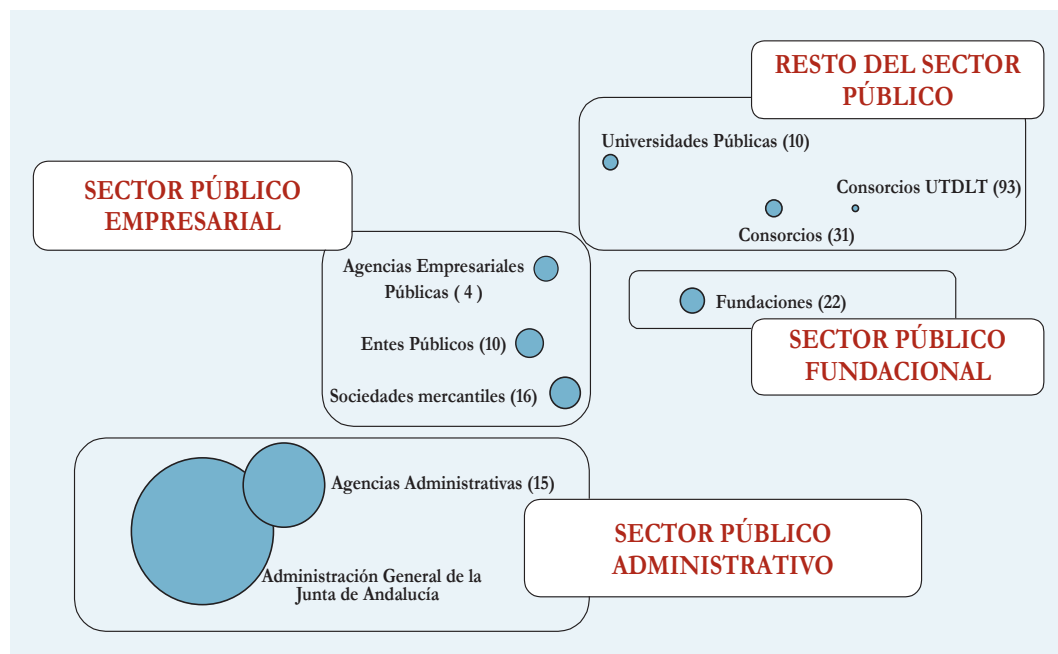 RESTO DEL SECTOR
PÚBLICO
Universidades Públicas (10)
Consorcios UTDLT (93)
Consorcios (31)
SECTOR PÚBLICO
EMPRESARIAL
Agencias Empresariales
Públicas ( 4 )
Entes Públicos (10)
Sociedades mercantiles (16)
Fundaciones (22)
SECTOR PÚBLICO
FUNDACIONAL
Agencias Administrativas (15)
Administración General de la
Junta de Andalucía
SECTOR PÚBLICO
ADMINISTRATIVO